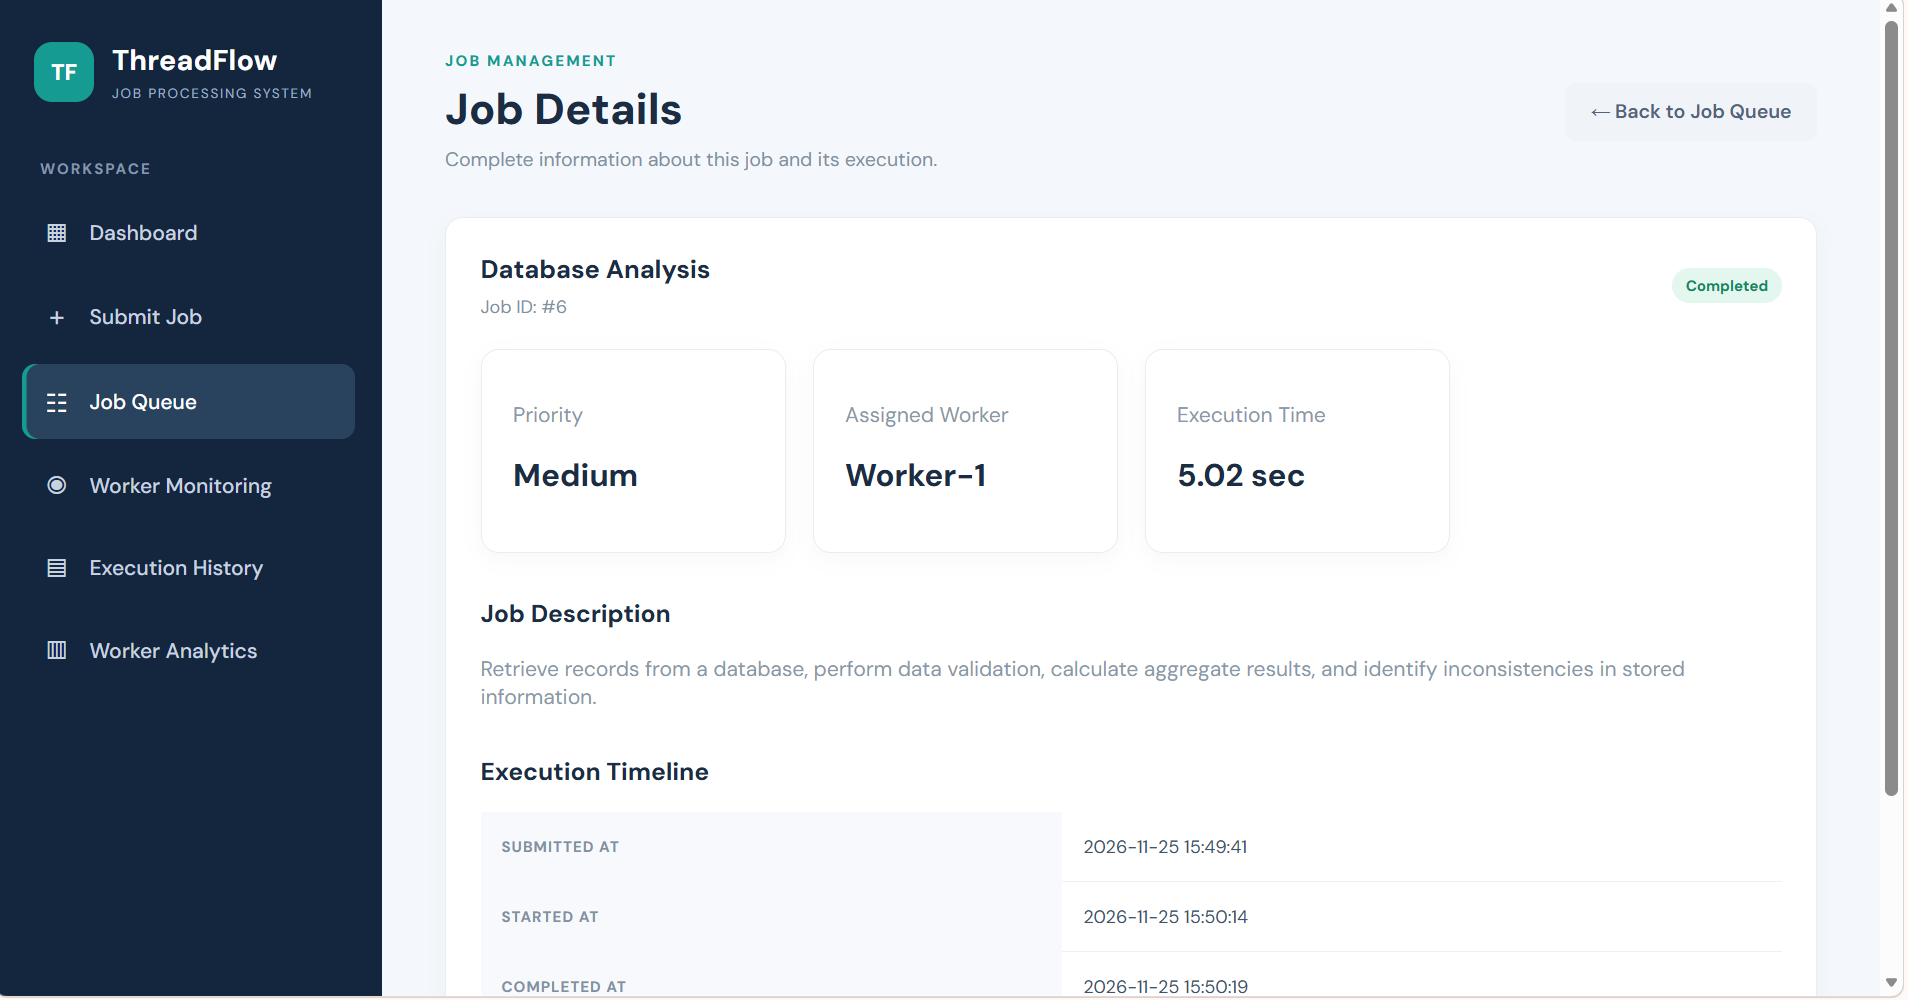 TF
ThreadFlow
JOB PROCESSING SYSTEM
WORKSPACE
Dashboard
+ Submit Job
Job Queue
Worker Monitoring
Execution History
Worker Analytics
JOB MANAGEMENT
Job Details
Complete information about this job and its execution.
← Back to Job Queue
Database Analysis
Job ID: #6
Completed
Priority
Medium
Assigned Worker
Worker-1
Execution Time
5.02 sec
Job Description
Retrieve records from a database, perform data validation, calculate aggregate results, and identify inconsistencies in stored
information.
Execution Timeline
SUBMITTED AT 2026-11-25 15:49:41
STARTED AT 2026-11-25 15:50:14
COMPLETED AT 2026-11-25 15:50:19